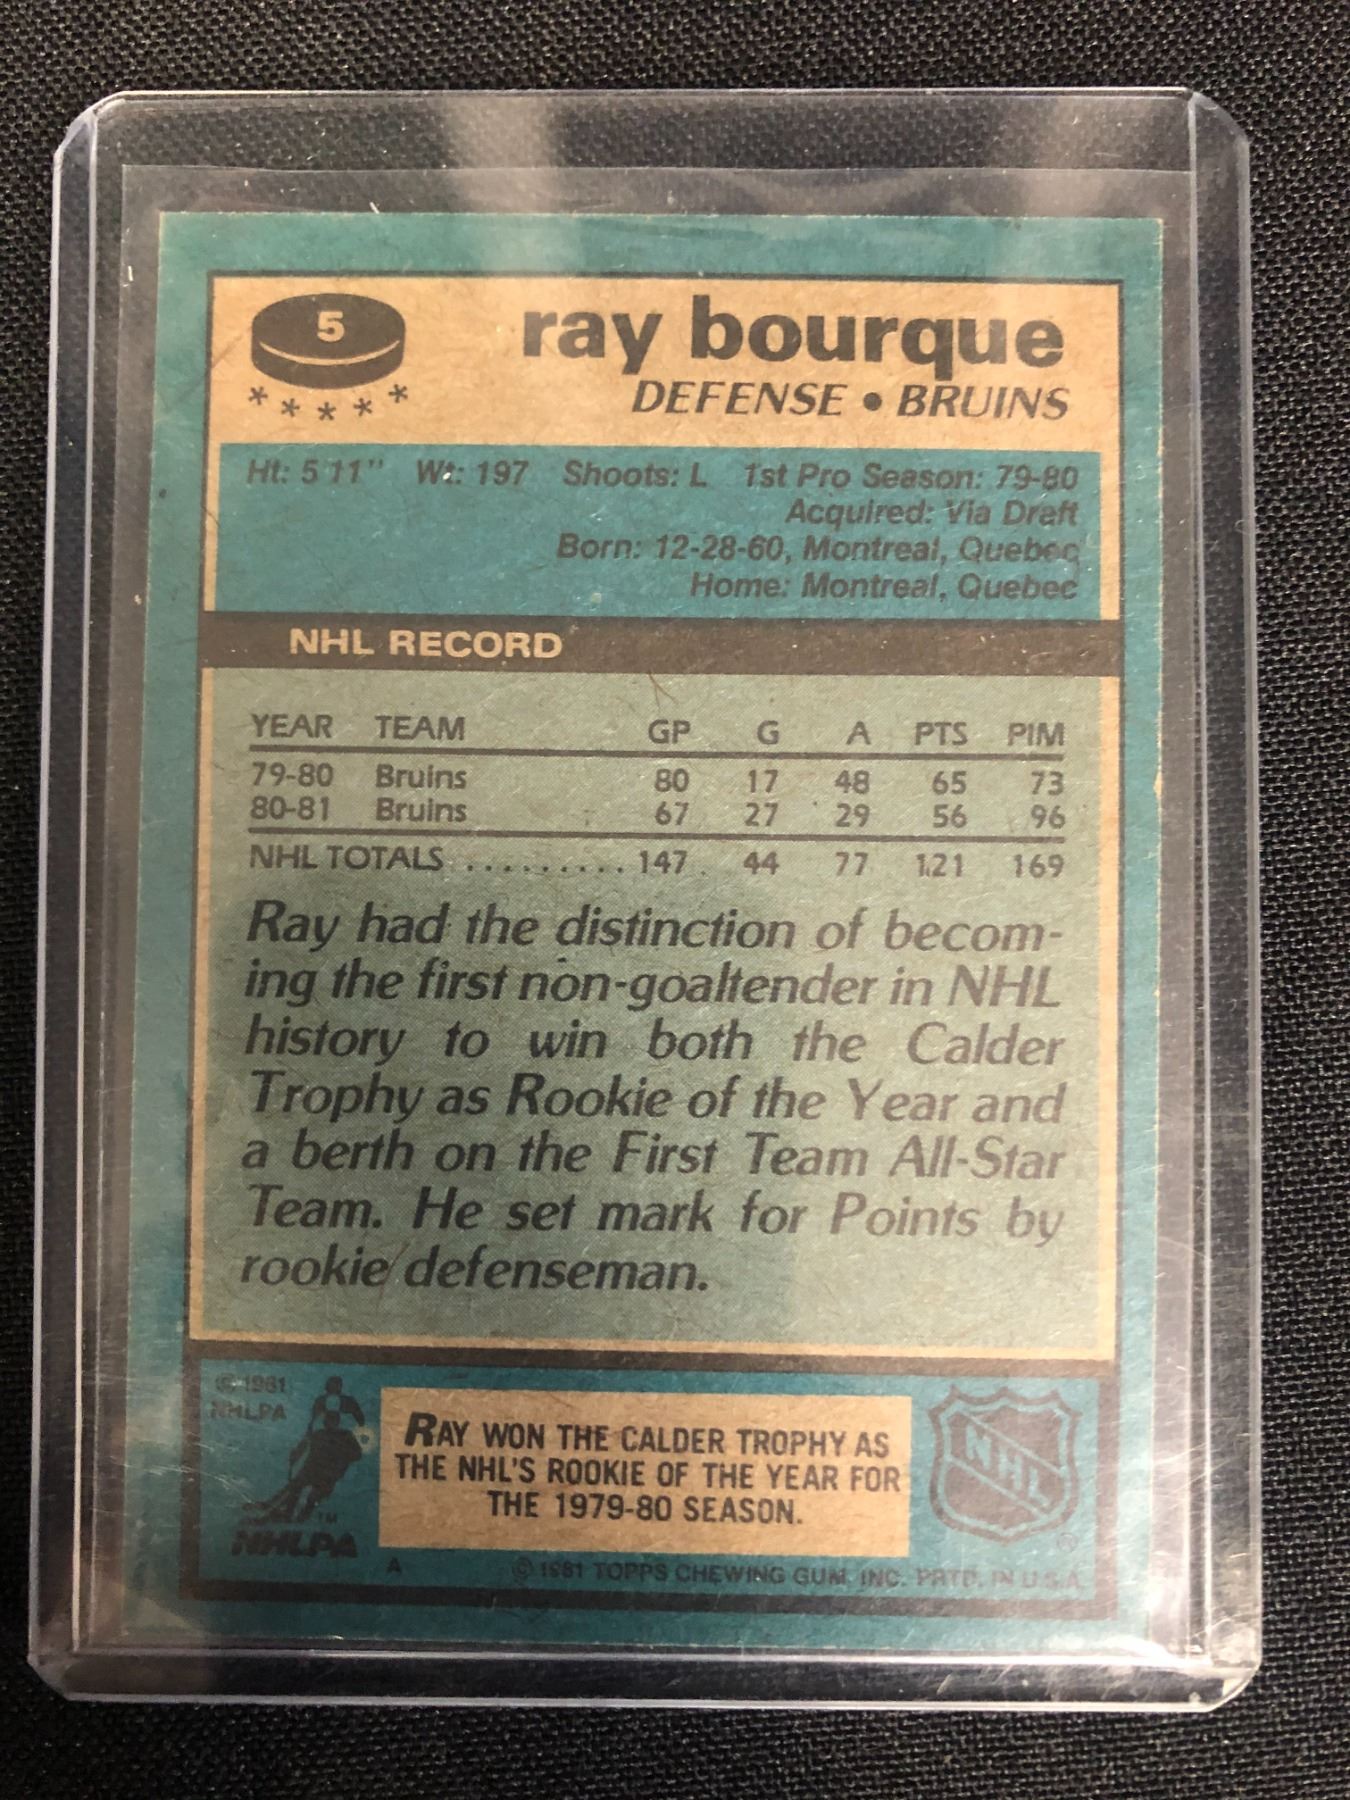 5
ray bourque
* * * * *
DEFENSE • BRUINS
Ht: 5'11" Wt: 197 Shoots: L 1st Pro Season: 79-80
Acquired: Via Draft
Born: 12-28-60, Montreal, Quebec
Home: Montreal, Quebec
NHL RECORD
YEAR TEAM GP G A PTS PIM
79-80 Bruins 80 17 48 65 73
80-81 Bruins 67 27 29 56 96
NHL TOTALS ......... 147 44 77 121 169
Ray had the distinction of becom-
ing the first non-goaltender in NHL
history to win both the Calder
Trophy as Rookie of the Year and
a berth on the First Team All-Star
Team. He set mark for Points by
rookie defenseman.
© 1981
NHLPA
RAY WON THE CALDER TROPHY AS
THE NHL'S ROOKIE OF THE YEAR FOR
THE 1979-80 SEASON.
NHL
®
TM
NHLPA
A © 1981 TOPPS CHEWING GUM, INC. PRTD. IN U.S.A.